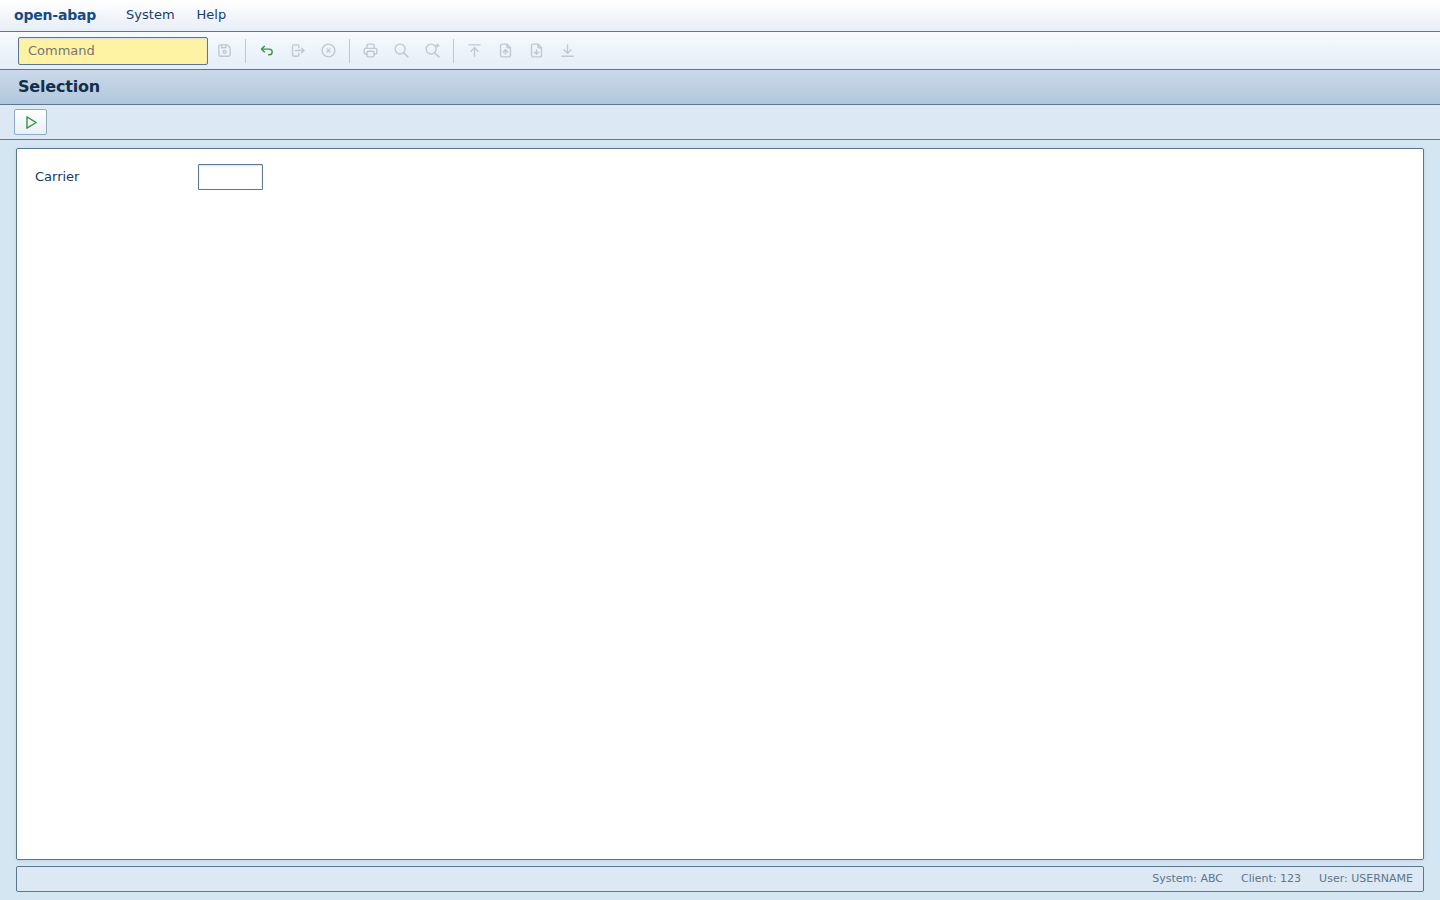 open-abap System Help
Command
Selection
Carrier
System: ABC Client: 123 User: USERNAME